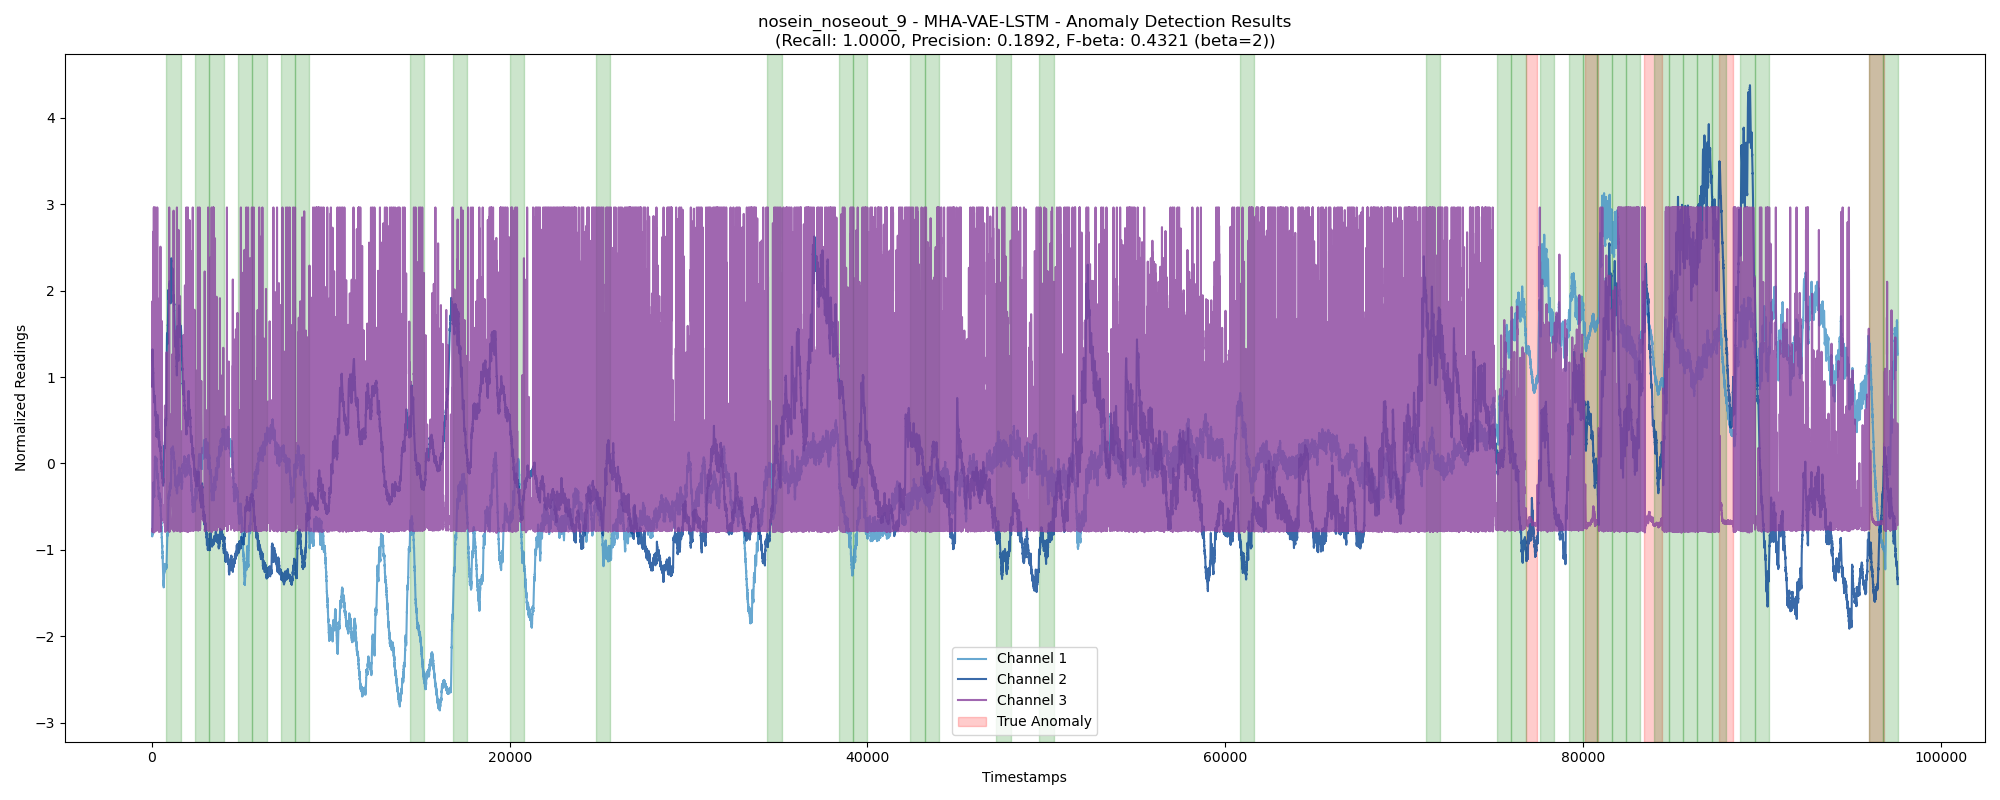 nosein_noseout_9 - MHA-VAE-LSTM - Anomaly Detection Results
(Recall: 1.0000, Precision: 0.1892, F-beta: 0.4321 (beta=2))
Normalized Readings
4
3
2
1
0
−1
−2
−3
Channel 1
Channel 2
Channel 3
True Anomaly
0
20000
40000
60000
80000
100000
Timestamps